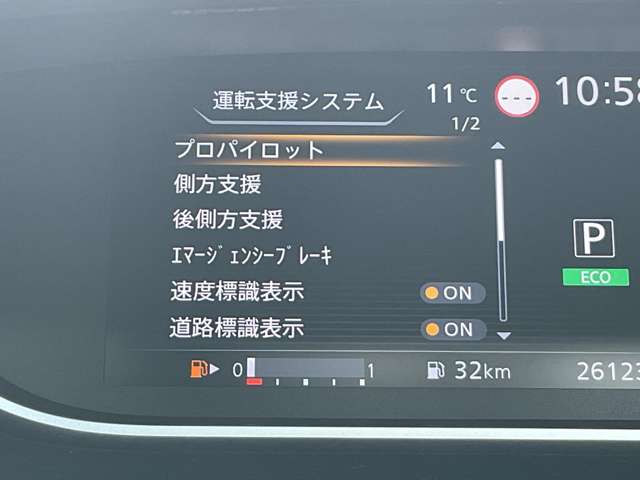 運転支援システム
11℃
---
10:58
1/2
プロパイロット
側方支援
後側方支援
ｴﾏｰｼﾞｪﾝｼｰﾌﾞﾚｰｷ
速度標識表示 ON
道路標識表示 ON
P
ECO
0 1
32km
26123